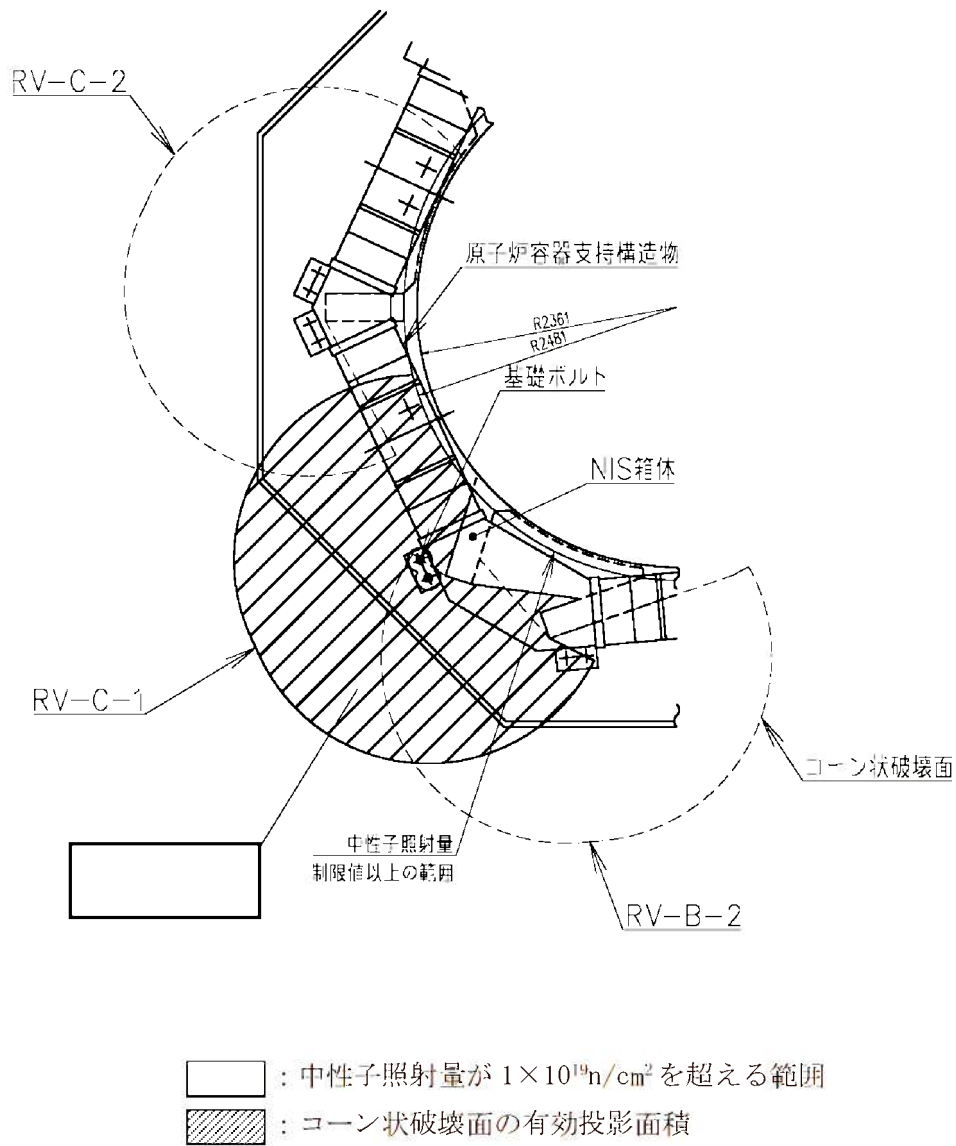 RV-C-2
原子炉容器支持構造物
R2361
R2481
基礎ボルト
NIS箱体
RV-C-1
コーン状破壊面
中性子照射量
制限値以上の範囲
RV-B-2
：中性子照射量が 1×10¹⁹n/cm² を超える範囲
：コーン状破壊面の有効投影面積